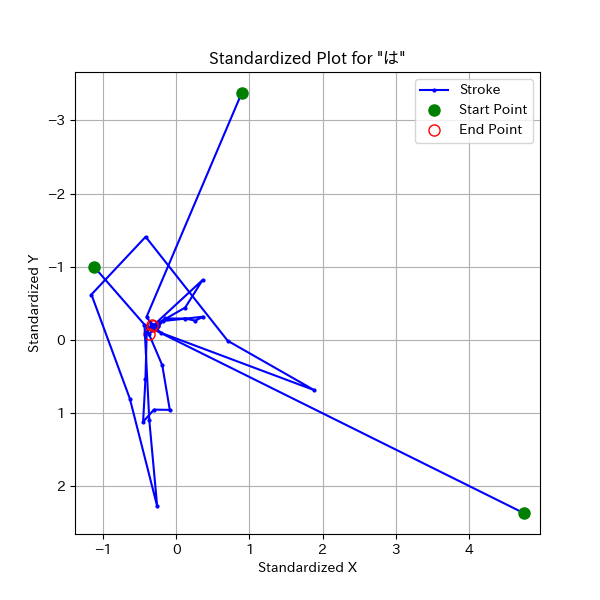 Standardized Plot for "は"
Stroke
Start Point
End Point
−3
−2
−1
0
1
2
Standardized Y
−1 0 1 2 3 4
Standardized X